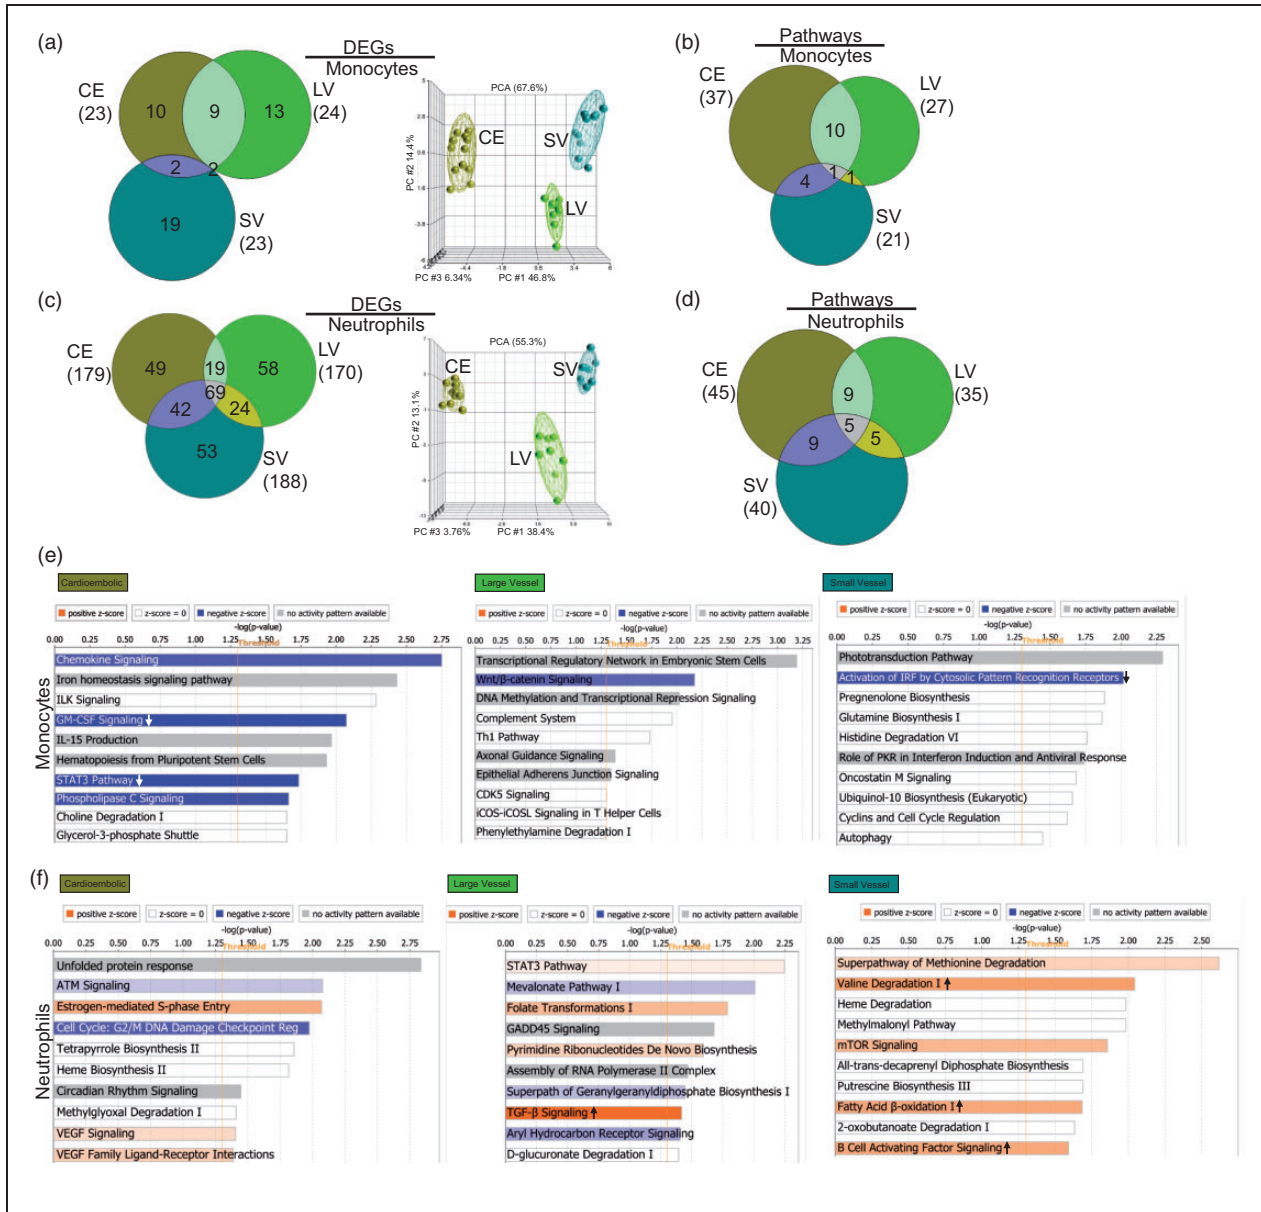 (a)
DEGs
Monocytes
CE
(23)
10
9
13
LV
(24)
2
2
19
SV
(23)
PCA (67.6%)
CE
SV
LV
PC #2 14.4%
PC #3 6.34%
PC #1 46.8%
(b)
Pathways
Monocytes
CE
(37)
LV
(27)
10
4
1
1
SV
(21)
(c)
DEGs
Neutrophils
CE
(179)
49
19
58
LV
(170)
69
42
24
53
SV
(188)
PCA (55.3%)
CE
SV
LV
PC #2 13.1%
PC #3 3.76%
PC #1 38.4%
(d)
Pathways
Neutrophils
CE
(45)
9
LV
(35)
5
9
5
SV
(40)
(e)
Monocytes
Cardioembolic
positive z-score z-score = 0 negative z-score no activity pattern available
-log(p-value)
0.00 0.25 0.50 0.75 1.00 1.25 1.50 1.75 2.00 2.25 2.50 2.75
Threshold
Chemokine Signaling
Iron homeostasis signaling pathway
ILK Signaling
GM-CSF Signaling
IL-15 Production
Hematopoiesis from Pluripotent Stem Cells
STAT3 Pathway
Phospholipase C Signaling
Choline Degradation I
Glycerol-3-phosphate Shuttle
Large Vessel
positive z-score z-score = 0 negative z-score no activity pattern available
-log(p-value)
0.00 0.25 0.50 0.75 1.00 1.25 1.50 1.75 2.00 2.25 2.50 2.75 3.00 3.25
Threshold
Transcriptional Regulatory Network in Embryonic Stem Cells
Wnt/β-catenin Signaling
DNA Methylation and Transcriptional Repression Signaling
Complement System
Th1 Pathway
Axonal Guidance Signaling
Epithelial Adherens Junction Signaling
CDK5 Signaling
iCOS-iCOSL Signaling in T Helper Cells
Phenylethylamine Degradation I
Small Vessel
positive z-score z-score = 0 negative z-score no activity pattern available
-log(p-value)
0.00 0.25 0.50 0.75 1.00 1.25 1.50 1.75 2.00 2.25
Threshold
Phototransduction Pathway
Activation of IRF by Cytosolic Pattern Recognition Receptors
Pregnenolone Biosynthesis
Glutamine Biosynthesis I
Histidine Degradation VI
Role of PKR in Interferon Induction and Antiviral Response
Oncostatin M Signaling
Ubiquinol-10 Biosynthesis (Eukaryotic)
Cyclins and Cell Cycle Regulation
Autophagy
(f)
Neutrophils
Cardioembolic
positive z-score z-score = 0 negative z-score no activity pattern available
-log(p-value)
0.00 0.25 0.50 0.75 1.00 1.25 1.50 1.75 2.00 2.25 2.50 2.75
Threshold
Unfolded protein response
ATM Signaling
Estrogen-mediated S-phase Entry
Cell Cycle: G2/M DNA Damage Checkpoint Reg
Tetrapyrrole Biosynthesis II
Heme Biosynthesis II
Circadian Rhythm Signaling
Methylglyoxal Degradation I
VEGF Signaling
VEGF Family Ligand-Receptor Interactions
Large Vessel
positive z-score z-score = 0 negative z-score no activity pattern available
-log(p-value)
0.00 0.25 0.50 0.75 1.00 1.25 1.50 1.75 2.00 2.25
Threshold
STAT3 Pathway
Mevalonate Pathway I
Folate Transformations I
GADD45 Signaling
Pyrimidine Ribonucleotides De Novo Biosynthesis
Assembly of RNA Polymerase II Complex
Superpath of Geranylgeranyldiphosphate Biosynthesis I
TGF-β Signaling
Aryl Hydrocarbon Receptor Signaling
D-glucuronate Degradation I
Small Vessel
positive z-score z-score = 0 negative z-score no activity pattern available
-log(p-value)
0.00 0.25 0.50 0.75 1.00 1.25 1.50 1.75 2.00 2.25 2.50
Threshold
Superpathway of Methionine Degradation
Valine Degradation I
Heme Degradation
Methylmalonyl Pathway
mTOR Signaling
All-trans-decaprenyl Diphosphate Biosynthesis
Putrescine Biosynthesis III
Fatty Acid β-oxidation I
2-oxobutanoate Degradation I
B Cell Activating Factor Signaling